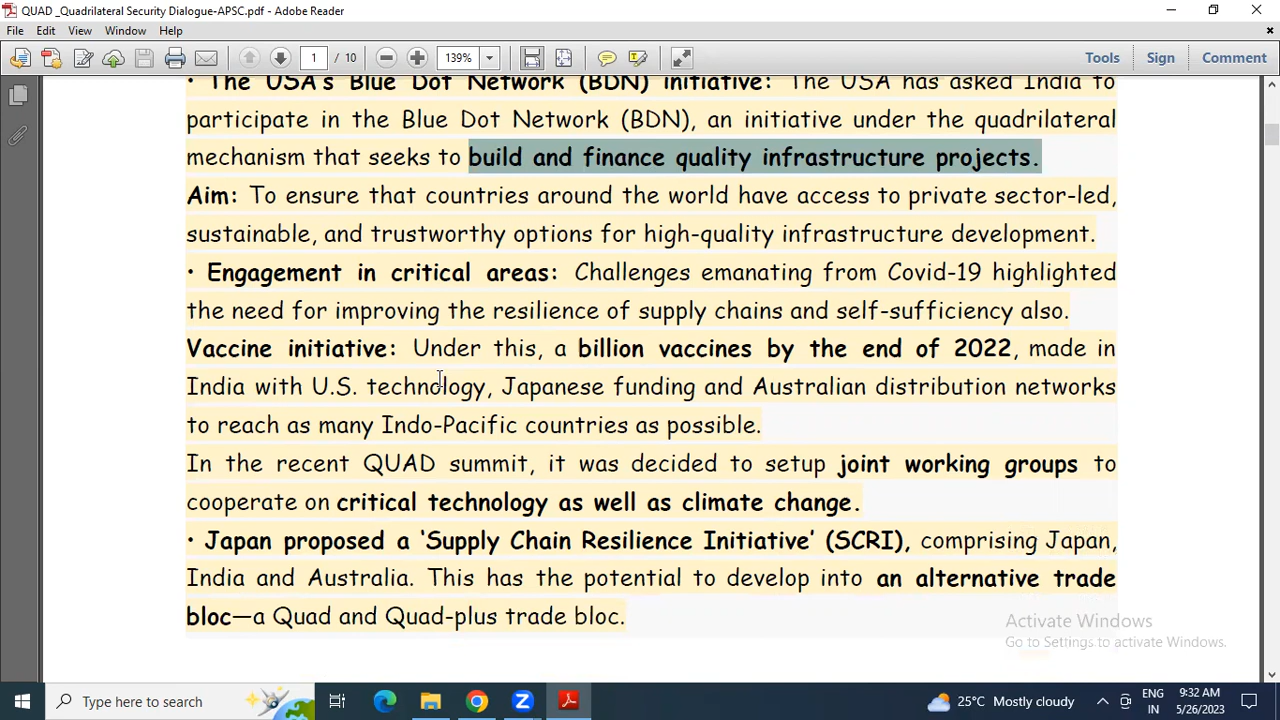 QUAD _Quadrilateral Security Dialogue-APSC.pdf - Adobe Reader
File Edit View Window Help
1 / 10 139% Tools Sign Comment
• The USA's Blue Dot Network (BDN) initiative: The USA has asked India to
participate in the Blue Dot Network (BDN), an initiative under the quadrilateral
mechanism that seeks to build and finance quality infrastructure projects.
Aim: To ensure that countries around the world have access to private sector-led,
sustainable, and trustworthy options for high-quality infrastructure development.
• Engagement in critical areas: Challenges emanating from Covid-19 highlighted
the need for improving the resilience of supply chains and self-sufficiency also.
Vaccine initiative: Under this, a billion vaccines by the end of 2022, made in
India with U.S. technology, Japanese funding and Australian distribution networks
to reach as many Indo-Pacific countries as possible.
In the recent QUAD summit, it was decided to setup joint working groups to
cooperate on critical technology as well as climate change.
• Japan proposed a ‘Supply Chain Resilience Initiative’ (SCRI), comprising Japan,
India and Australia. This has the potential to develop into an alternative trade
bloc—a Quad and Quad-plus trade bloc.
Activate Windows
Go to Settings to activate Windows.
Type here to search
25°C Mostly cloudy
ENG
IN
9:32 AM
5/26/2023